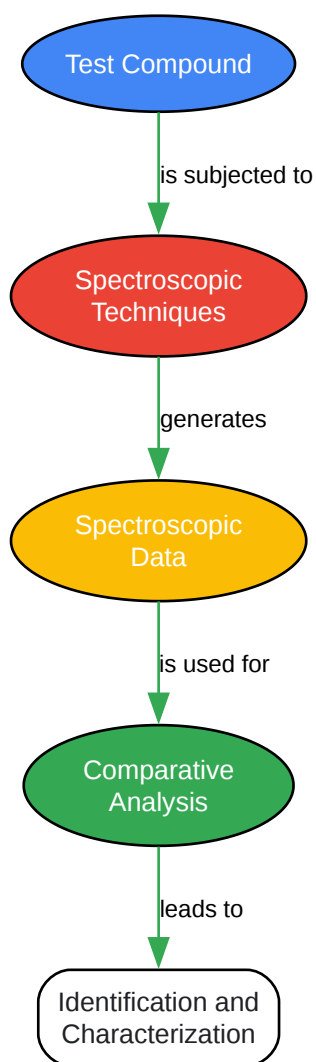 Test Compound
is subjected to
Spectroscopic
Techniques
generates
Spectroscopic
Data
is used for
Comparative
Analysis
leads to
Identification and
Characterization